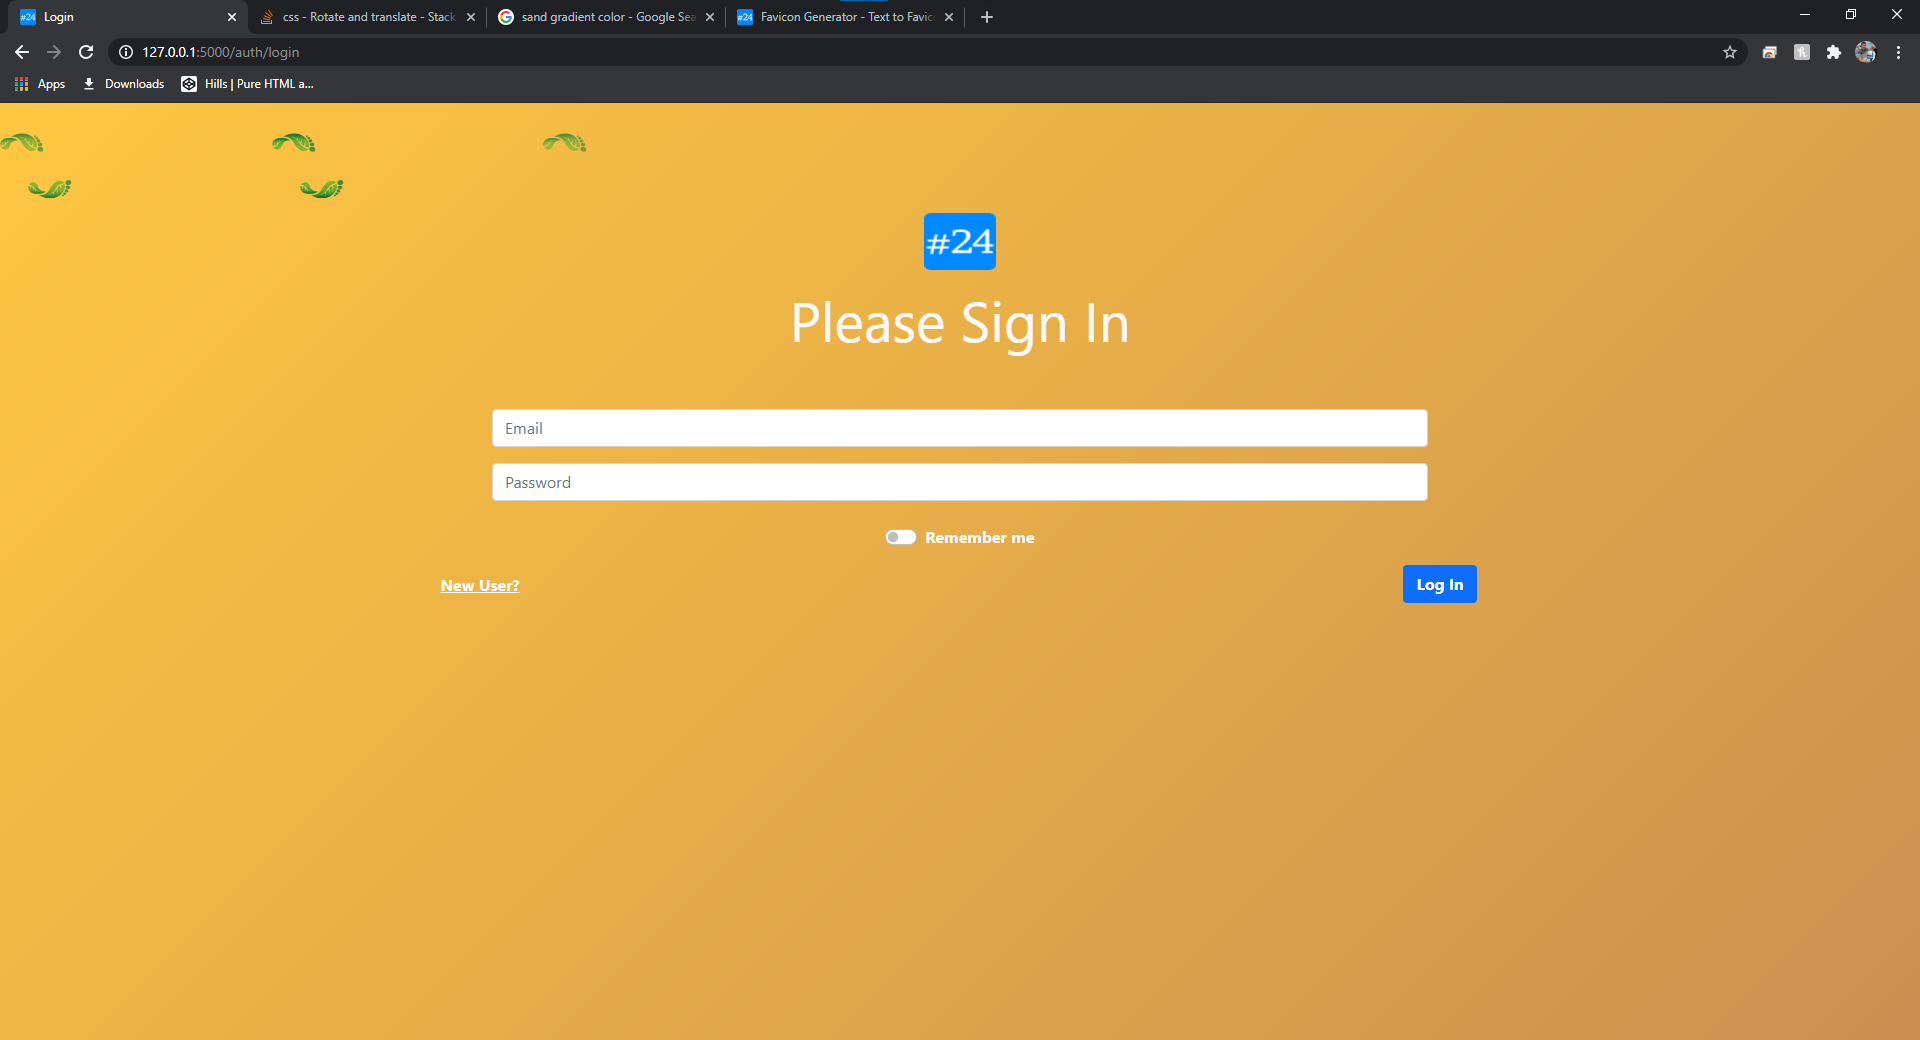 #24 Login
css - Rotate and translate - Stack
sand gradient color - Google Sea
#24 Favicon Generator - Text to Favic
127.0.0.1:5000/auth/login
Apps
Downloads
Hills | Pure HTML a...
#24
Please Sign In
Email
Password
Remember me
New User?
Log In